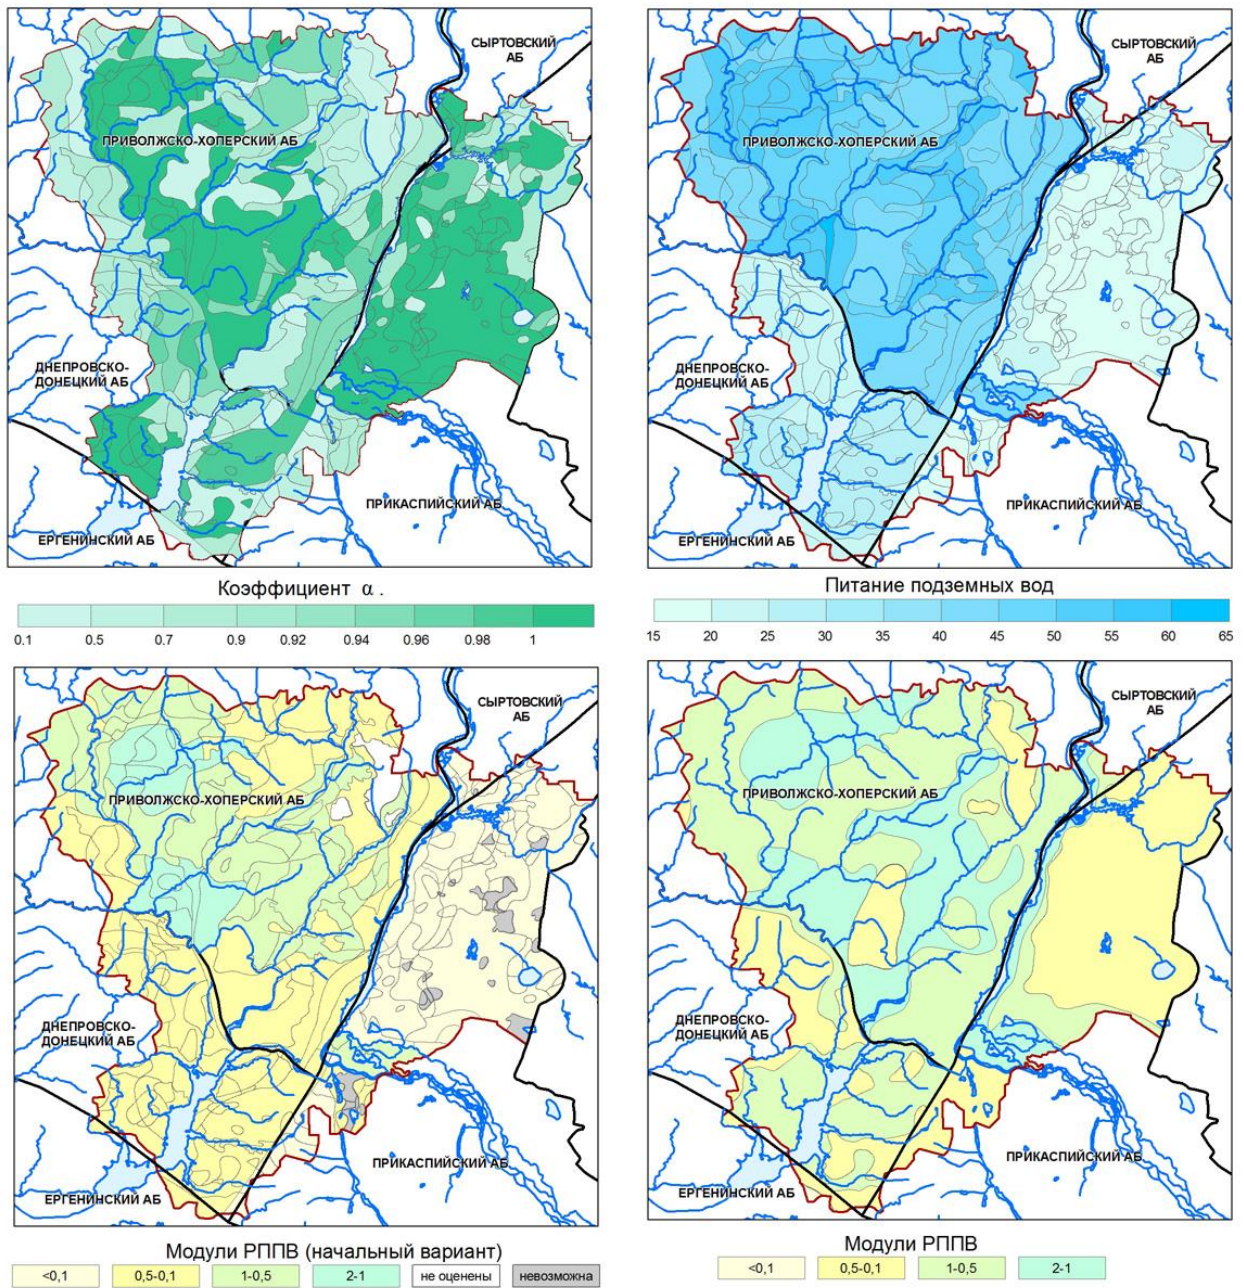 СЫРТОВСКИЙ
АБ
ПРИВОЛЖСКО-ХОПЕРСКИЙ АБ
ДНЕПРОВСКО-
ДОНЕЦКИЙ АБ
ПРИКАСПИЙСКИЙ АБ
ЕРГЕНИНСКИЙ АБ
Коэффициент α .
0.1 0.5 0.7 0.9 0.92 0.94 0.96 0.98 1
СЫРТОВСКИЙ
АБ
ПРИВОЛЖСКО-ХОПЕРСКИЙ АБ
ДНЕПРОВСКО-
ДОНЕЦКИЙ АБ
ПРИКАСПИЙСКИЙ АБ
ЕРГЕНИНСКИЙ АБ
Питание подземных вод
15 20 25 30 35 40 45 50 55 60 65
СЫРТОВСКИЙ
АБ
ПРИВОЛЖСКО-ХОПЕРСКИЙ АБ
ДНЕПРОВСКО-
ДОНЕЦКИЙ АБ
ПРИКАСПИЙСКИЙ АБ
ЕРГЕНИНСКИЙ АБ
Модули РППВ (начальный вариант)
<0,1 0,5-0,1 1-0,5 2-1 не оценены невозможна
СЫРТОВСКИЙ
АБ
ПРИВОЛЖСКО-ХОПЕРСКИЙ АБ
ДНЕПРОВСКО-
ДОНЕЦКИЙ АБ
ПРИКАСПИЙСКИЙ АБ
ЕРГЕНИНСКИЙ АБ
Модули РППВ
<0,1 0,5-0,1 1-0,5 2-1